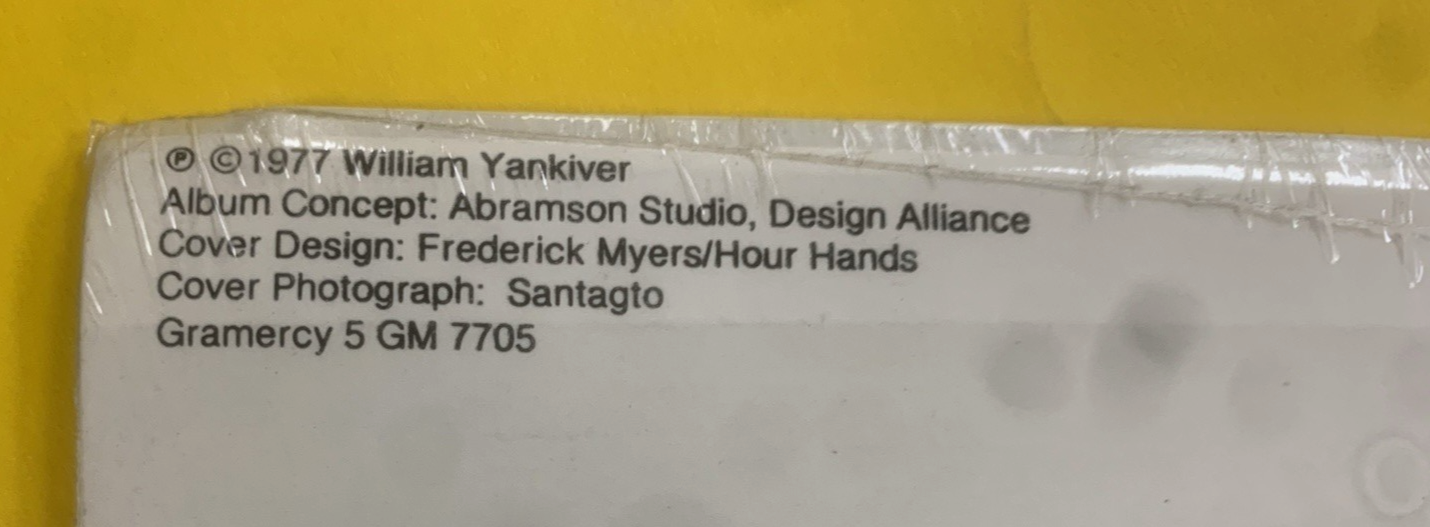 ℗ ©1977 William Yankiver
Album Concept: Abramson Studio, Design Alliance
Cover Design: Frederick Myers/Hour Hands
Cover Photograph: Santagto
Gramercy 5 GM 7705